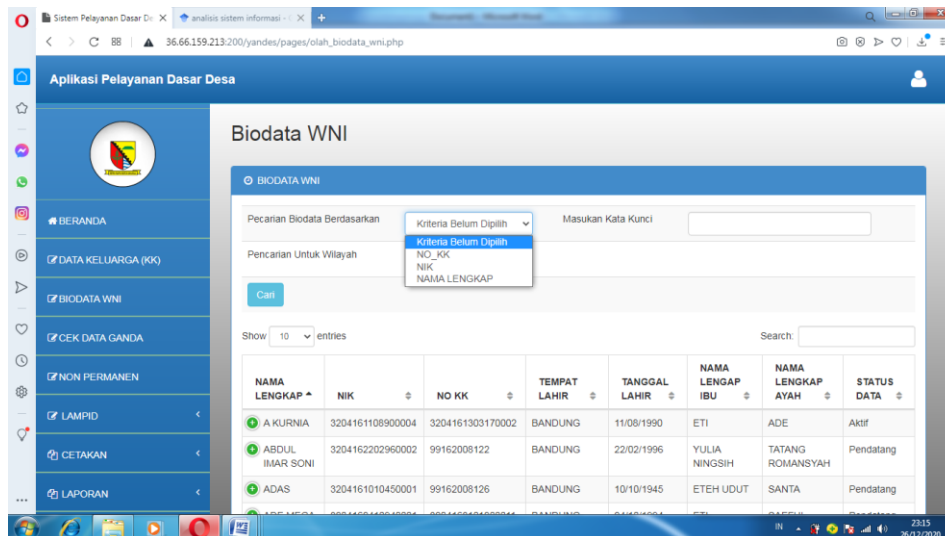 Sistem Pelayanan Dasar De
analisis sistem informasi -
Document1 - Microsoft Word
36.66.159.213:200/yandes/pages/olah_biodata_wni.php
Aplikasi Pelayanan Dasar Desa
Biodata WNI
BIODATA WNI
Pecarian Biodata Berdasarkan
Kriteria Belum Dipilih
Masukan Kata Kunci
Kriteria Belum Dipilih
NO_KK
NIK
NAMA LENGKAP
Pencarian Untuk Wilayah
Cari
BERANDA
DATA KELUARGA (KK)
BIODATA WNI
CEK DATA GANDA
NON PERMANEN
LAMPID
CETAKAN
LAPORAN
Show 10 entries
Search:
NAMA LENGKAP NIK NO KK TEMPAT LAHIR TANGGAL LAHIR NAMA LENGAP IBU NAMA LENGKAP AYAH STATUS DATA
A KURNIA 3204161108900004 3204161303170002 BANDUNG 11/08/1990 ETI ADE Aktif
ABDUL IMAR SONI 3204162202960002 99162008122 BANDUNG 22/02/1996 YULIA NINGSIH TATANG ROMANSYAH Pendatang
ADAS 3204161010450001 99162008126 BANDUNG 10/10/1945 ETEH UDUT SANTA Pendatang
IN
23:15
26/12/2020